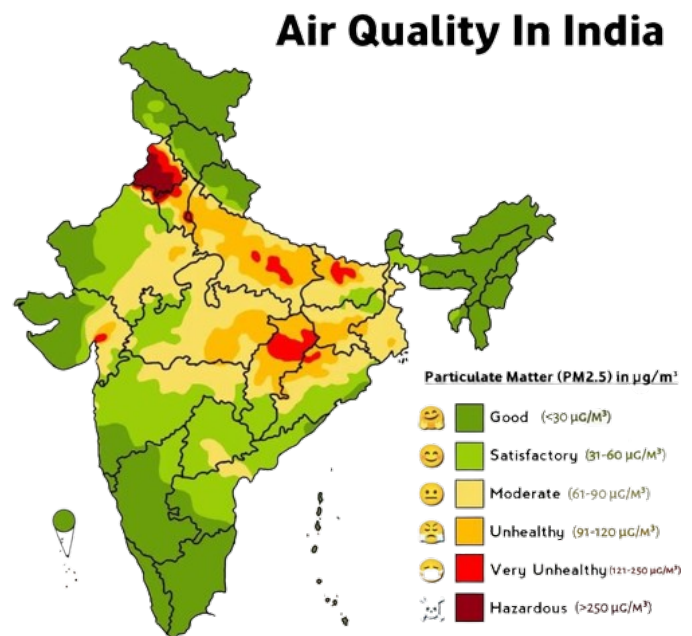 Air Quality In India
Particulate Matter (PM2.5) in µg/m³
Good (<30 µG/M³)
Satisfactory (31-60 µG/M³)
Moderate (61-90 µG/M³)
Unhealthy (91-120 µG/M³)
Very Unhealthy (121-250 µG/M³)
Hazardous (>250 µG/M³)